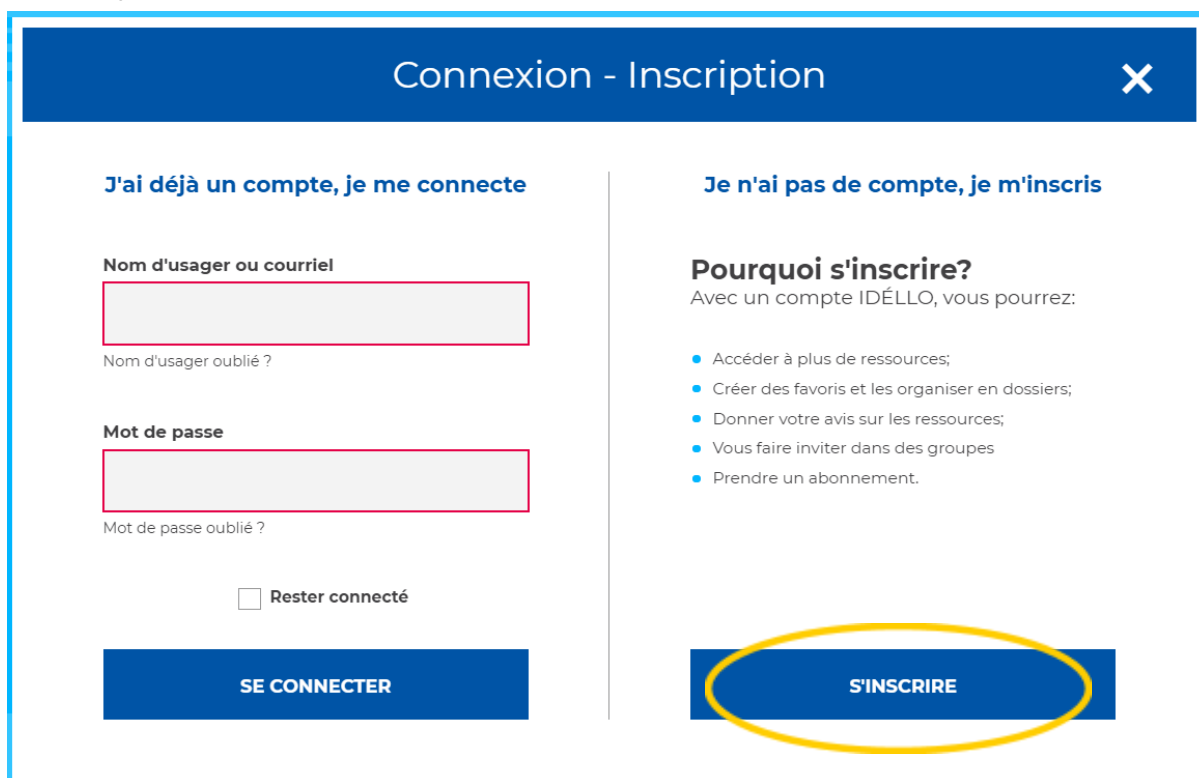 Connexion - Inscription
J'ai déjà un compte, je me connecte
Nom d'usager ou courriel
Nom d'usager oublié ?
Mot de passe
Mot de passe oublié ?
Rester connecté
SE CONNECTER
Je n'ai pas de compte, je m'inscris
Pourquoi s'inscrire?
Avec un compte IDÉLLO, vous pourrez:
Accéder à plus de ressources;
Créer des favoris et les organiser en dossiers;
Donner votre avis sur les ressources;
Vous faire inviter dans des groupes
Prendre un abonnement.
S'INSCRIRE